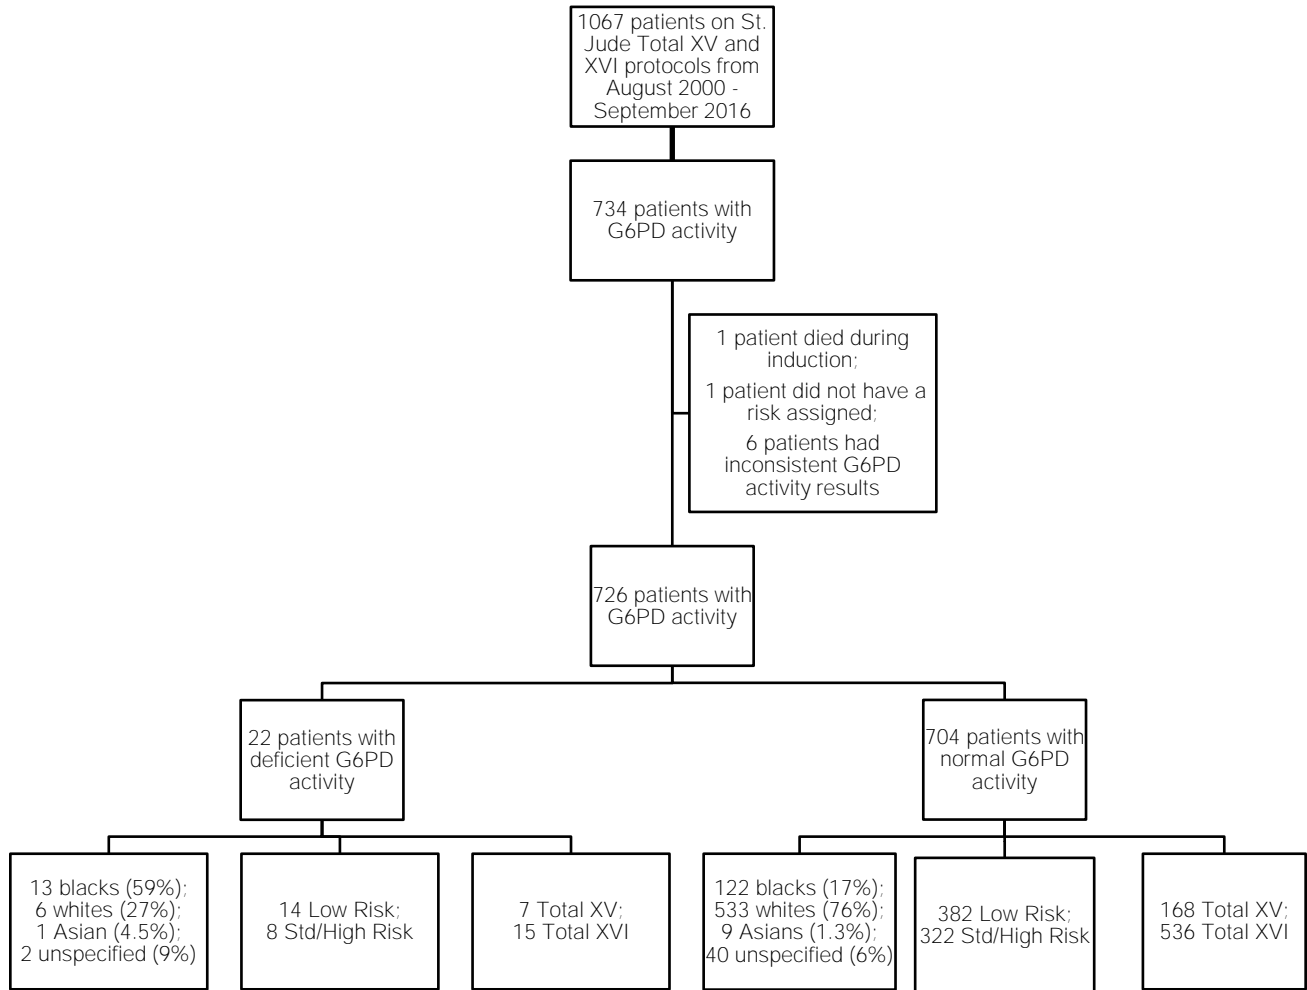 1067 patients on St.
Jude Total XV and
XVI protocols from
August 2000 -
September 2016
734 patients with
G6PD activity
1 patient died during
induction;
1 patient did not have a
risk assigned;
6 patients had
inconsistent G6PD
activity results
726 patients with
G6PD activity
22 patients with
deficient G6PD
activity
704 patients with
normal G6PD
activity
13 blacks (59%);
6 whites (27%);
1 Asian (4.5%);
2 unspecified (9%)
14 Low Risk;
8 Std/High Risk
7 Total XV;
15 Total XVI
122 blacks (17%);
533 whites (76%);
9 Asians (1.3%);
40 unspecified (6%)
382 Low Risk;
322 Std/High Risk
168 Total XV;
536 Total XVI